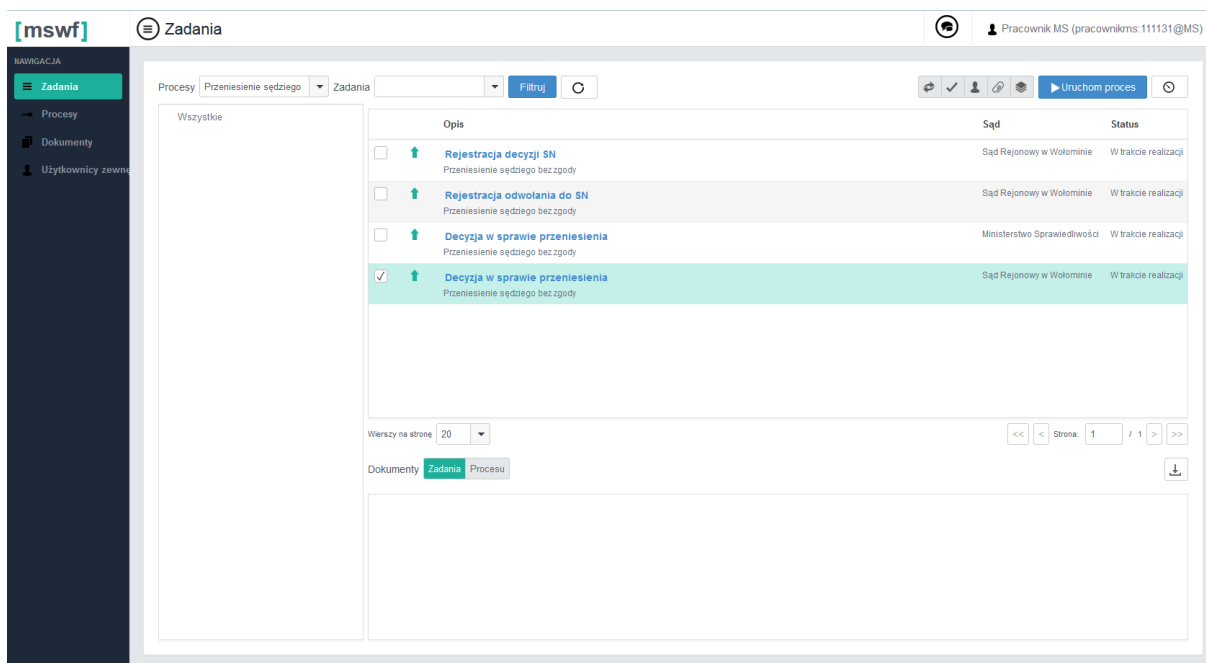 [mswf] Zadania Pracownik MS (pracownikms:111131@MS)
NAWIGACJA
Zadania
Procesy
Dokumenty
Użytkownicy zewnę
Procesy Przeniesienie sędziego Zadania Filtruj Uruchom proces
Wszystkie
Opis Sąd Status
Rejestracja decyzji SN Sąd Rejonowy w Wołominie W trakcie realizacji
Przeniesienie sędziego bez zgody
Rejestracja odwołania do SN Sąd Rejonowy w Wołominie W trakcie realizacji
Przeniesienie sędziego bez zgody
Decyzja w sprawie przeniesienia Ministerstwo Sprawiedliwości W trakcie realizacji
Przeniesienie sędziego bez zgody
Decyzja w sprawie przeniesienia Sąd Rejonowy w Wołominie W trakcie realizacji
Przeniesienie sędziego bez zgody
Wierszy na stronę 20 << < Strona: 1 / 1 > >>
Dokumenty Zadania Procesu